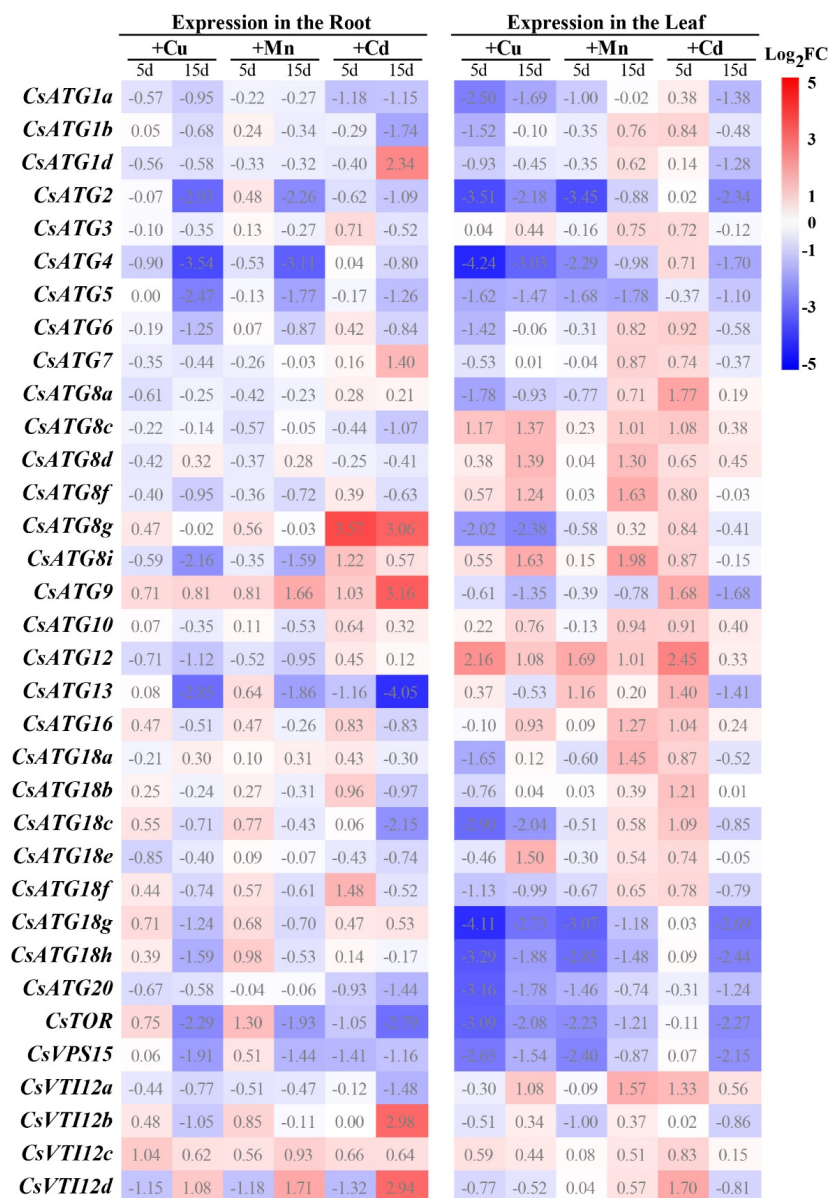 Expression in the Root Expression in the Leaf
+Cu +Mn +Cd +Cu +Mn +Cd
5d 15d 5d 15d 5d 15d 5d 15d 5d 15d 5d 15d
Log2FC
5
3
1
0
-1
-3
-5
CsATG1a -0.57 -0.95 -0.22 -0.27 -1.18 -1.15 -2.50 -1.69 -1.00 -0.02 0.38 -1.38
CsATG1b 0.05 -0.68 0.24 -0.34 -0.29 -1.74 -1.52 -0.10 -0.35 0.76 0.84 -0.48
CsATG1d -0.56 -0.58 -0.33 -0.32 -0.40 2.34 -0.93 -0.45 -0.35 0.62 0.14 -1.28
CsATG2 -0.07 0.48 -2.26 -0.62 -1.09 -3.51 -2.18 -3.45 -0.88 0.02 -2.34
CsATG3 -0.10 -0.35 0.13 -0.27 0.71 -0.52 0.04 0.44 -0.16 0.75 0.72 -0.12
CsATG4 -0.90 -3.54 -0.53 -3.11 0.04 -0.80 -4.24 -3.03 -2.29 -0.98 0.71 -1.70
CsATG5 0.00 -2.47 -0.13 -1.77 -0.17 -1.26 -1.62 -1.47 -1.68 -1.78 -0.37 -1.10
CsATG6 -0.19 -1.25 0.07 -0.87 0.42 -0.84 -1.42 -0.06 -0.31 0.82 0.92 -0.58
CsATG7 -0.35 -0.44 -0.26 -0.03 0.16 1.40 -0.53 0.01 -0.04 0.87 0.74 -0.37
CsATG8a -0.61 -0.25 -0.42 -0.23 0.28 0.21 -1.78 -0.93 -0.77 0.71 1.77 0.19
CsATG8c -0.22 -0.14 -0.57 -0.05 -0.44 -1.07 1.17 1.37 0.23 1.01 1.08 0.38
CsATG8d -0.42 0.32 -0.37 0.28 -0.25 -0.41 0.38 1.39 0.04 1.30 0.65 0.45
CsATG8f -0.40 -0.95 -0.36 -0.72 0.39 -0.63 0.57 1.24 0.03 1.63 0.80 -0.03
CsATG8g 0.47 -0.02 0.56 -0.03 3.06 -2.02 -2.38 -0.58 0.32 0.84 -0.41
CsATG8i -0.59 -2.16 -0.35 -1.59 1.22 0.57 0.55 1.63 0.15 1.98 0.87 -0.15
CsATG9 0.71 0.81 0.81 1.66 1.03 3.16 -0.61 -1.35 -0.39 -0.78 1.68 -1.68
CsATG10 0.07 -0.35 0.11 -0.53 0.64 0.32 0.22 0.76 -0.13 0.94 0.91 0.40
CsATG12 -0.71 -1.12 -0.52 -0.95 0.45 0.12 2.16 1.08 1.69 1.01 2.45 0.33
CsATG13 0.08 0.64 -1.86 -1.16 -4.05 0.37 -0.53 1.16 0.20 1.40 -1.41
CsATG16 0.47 -0.51 0.47 -0.26 0.83 -0.83 -0.10 0.93 0.09 1.27 1.04 0.24
CsATG18a -0.21 0.30 0.10 0.31 0.43 -0.30 -1.65 0.12 -0.60 1.45 0.87 -0.52
CsATG18b 0.25 -0.24 0.27 -0.31 0.96 -0.97 -0.76 0.04 0.03 0.39 1.21 0.01
CsATG18c 0.55 -0.71 0.77 -0.43 0.06 -2.15 -2.04 -0.51 0.58 1.09 -0.85
CsATG18e -0.85 -0.40 0.09 -0.07 -0.43 -0.74 -0.46 1.50 -0.30 0.54 0.74 -0.05
CsATG18f 0.44 -0.74 0.57 -0.61 1.48 -0.52 -1.13 -0.99 -0.67 0.65 0.78 -0.79
CsATG18g 0.71 -1.24 0.68 -0.70 0.47 0.53 -4.11 -3.07 -1.18 0.03
CsATG18h 0.39 -1.59 0.98 -0.53 0.14 -0.17 -3.29 -1.88 -1.48 0.09 -2.44
CsATG20 -0.67 -0.58 -0.04 -0.06 -0.93 -1.44 -3.16 -1.78 -1.46 -0.74 -0.31 -1.24
CsTOR 0.75 -2.29 1.30 -1.93 -1.05 -3.09 -2.08 -2.23 -1.21 -0.11 -2.27
CsVPS15 0.06 -1.91 0.51 -1.44 -1.41 -1.16 -2.65 -1.54 -2.40 -0.87 0.07 -2.15
CsVTI12a -0.44 -0.77 -0.51 -0.47 -0.12 -1.48 -0.30 1.08 -0.09 1.57 1.33 0.56
CsVTI12b 0.48 -1.05 0.85 -0.11 0.00 2.98 -0.51 0.34 -1.00 0.37 0.02 -0.86
CsVTI12c 1.04 0.62 0.56 0.93 0.66 0.64 0.59 0.44 0.08 0.51 0.83 0.15
CsVTI12d -1.15 1.08 -1.18 1.71 -1.32 2.94 -0.77 -0.52 0.04 0.57 1.70 -0.81